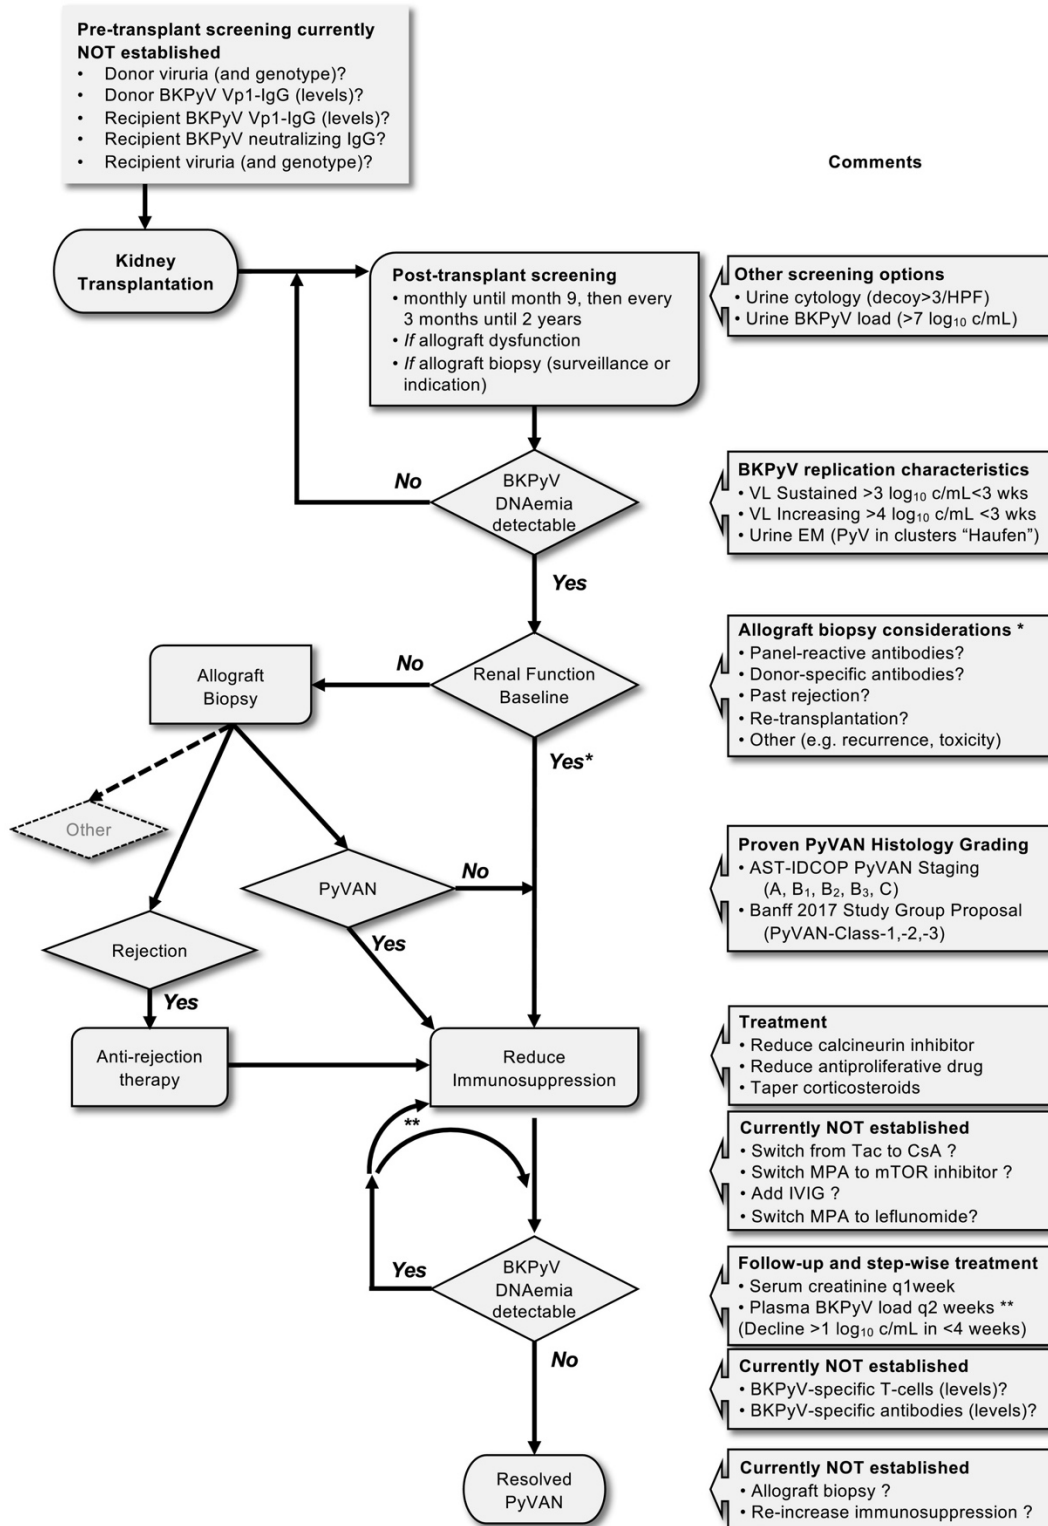 Pre-transplant screening currently
NOT established
• Donor viruria (and genotype)?
• Donor BKPyV Vp1-IgG (levels)?
• Recipient BKPyV Vp1-IgG (levels)?
• Recipient BKPyV neutralizing IgG?
• Recipient viruria (and genotype)?
Comments
Kidney
Transplantation
Post-transplant screening
• monthly until month 9, then every
3 months until 2 years
• If allograft dysfunction
• If allograft biopsy (surveillance or
indication)
Other screening options
• Urine cytology (decoy>3/HPF)
• Urine BKPyV load (>7 log₁₀ c/mL)
No
BKPyV
DNAemia
detectable
Yes
BKPyV replication characteristics
• VL Sustained >3 log₁₀ c/mL<3 wks
• VL Increasing >4 log₁₀ c/mL <3 wks
• Urine EM (PyV in clusters “Haufen”)
Allograft
Biopsy
No
Renal Function
Baseline
Yes*
Allograft biopsy considerations *
• Panel-reactive antibodies?
• Donor-specific antibodies?
• Past rejection?
• Re-transplantation?
• Other (e.g. recurrence, toxicity)
Other
PyVAN
No
Yes
Rejection
Yes
Proven PyVAN Histology Grading
• AST-IDCOP PyVAN Staging
(A, B₁, B₂, B₃, C)
• Banff 2017 Study Group Proposal
(PyVAN-Class-1,-2,-3)
Anti-rejection
therapy
Reduce
Immunosuppression
Treatment
• Reduce calcineurin inhibitor
• Reduce antiproliferative drug
• Taper corticosteroids
**
Currently NOT established
• Switch from Tac to CsA ?
• Switch MPA to mTOR inhibitor ?
• Add IVIG ?
• Switch MPA to leflunomide?
Yes
BKPyV
DNAemia
detectable
No
Follow-up and step-wise treatment
• Serum creatinine q1week
• Plasma BKPyV load q2 weeks **
(Decline >1 log₁₀ c/mL in <4 weeks)
Currently NOT established
• BKPyV-specific T-cells (levels)?
• BKPyV-specific antibodies (levels)?
Resolved
PyVAN
Currently NOT established
• Allograft biopsy ?
• Re-increase immunosuppression ?